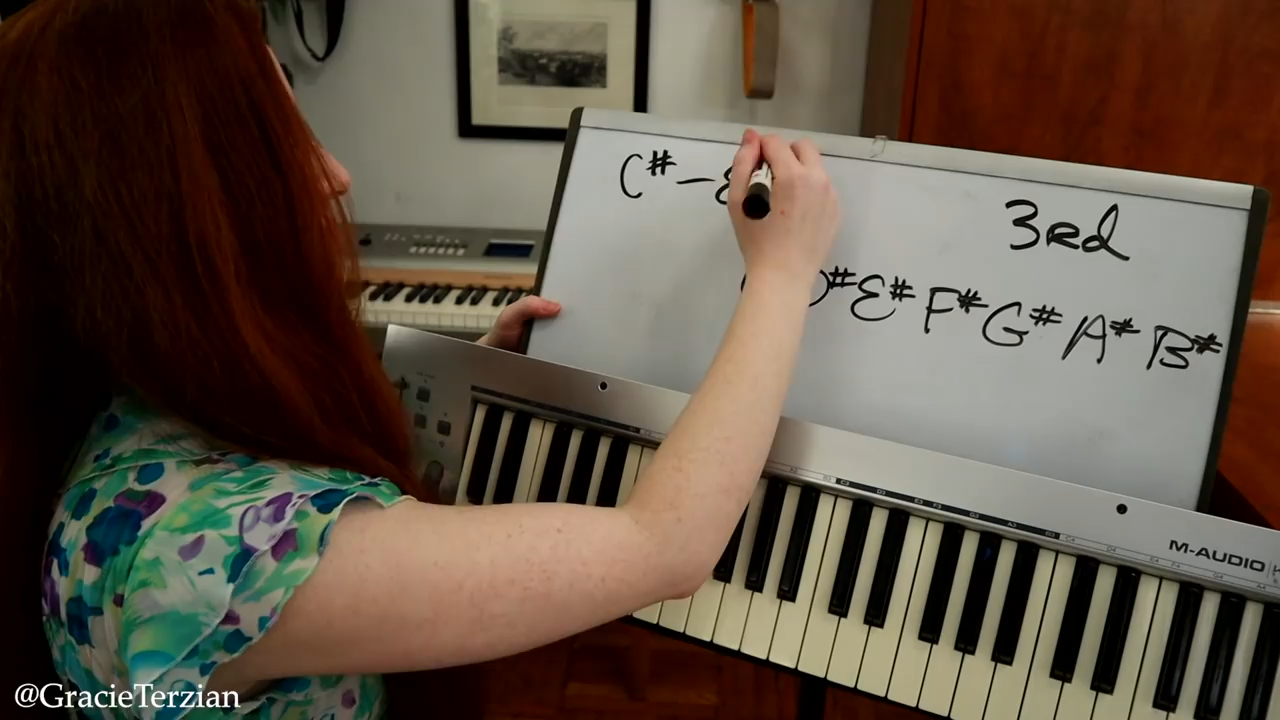 C# – E
3rd
D# E# F# G# A# B#
M-AUDIO
@GracieTerzian